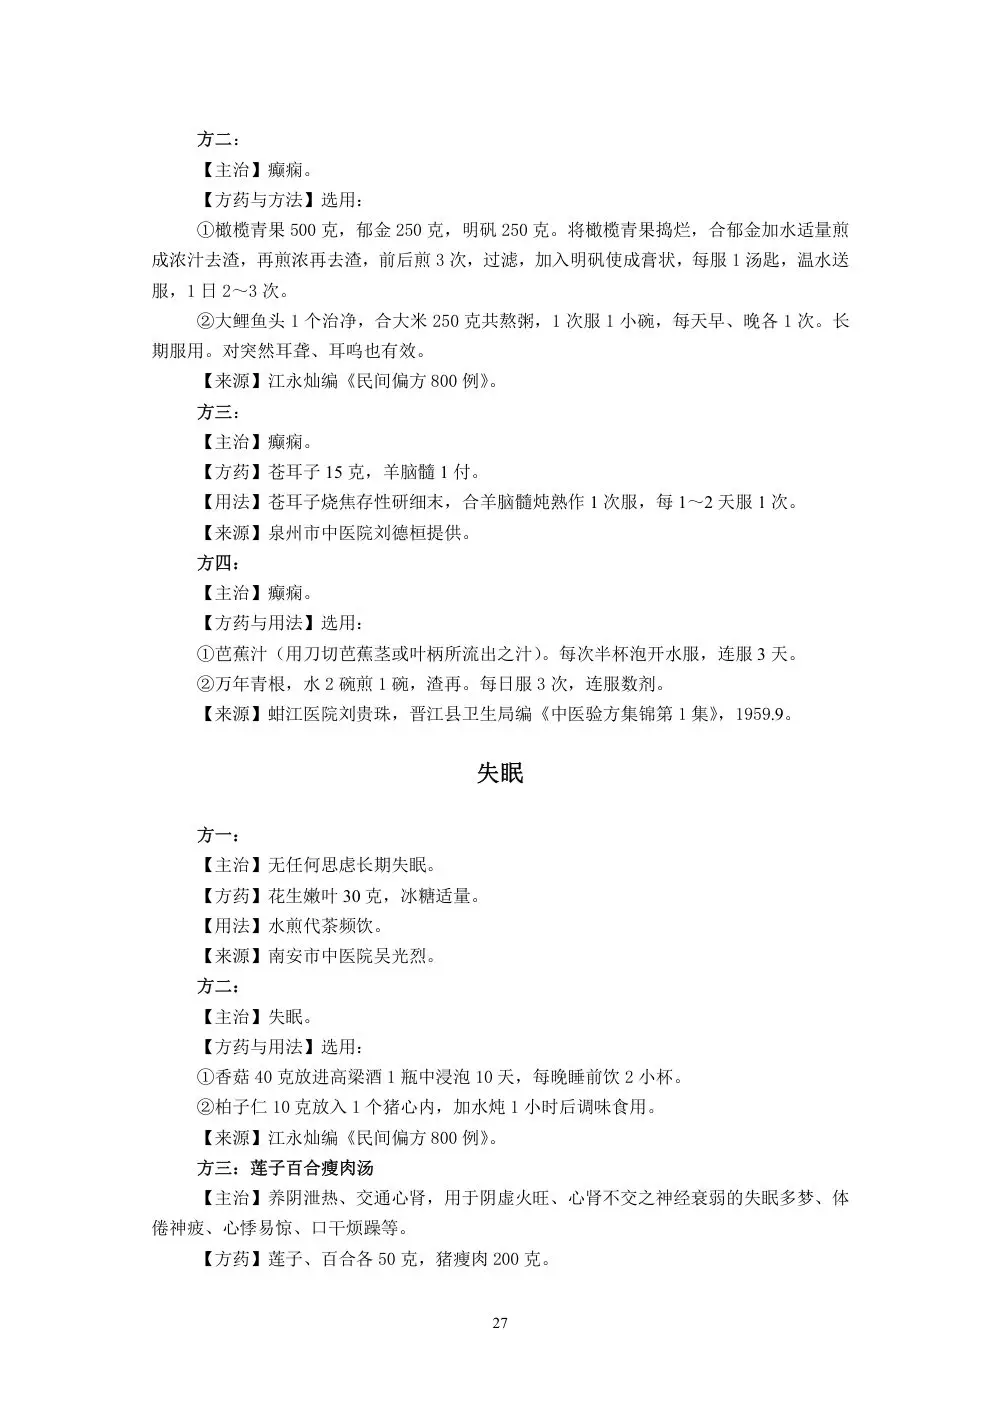 方二：
【主治】癫痫。
【方药与方法】选用：
①橄榄青果 500 克，郁金 250 克，明矾 250 克。将橄榄青果捣烂，合郁金加水适量煎
成浓汁去渣，再煎浓再去渣，前后煎 3 次，过滤，加入明矾使成膏状，每服 1 汤匙，温水送
服，1 日 2～3 次。
②大鲤鱼头 1 个治净，合大米 250 克共熬粥，1 次服 1 小碗，每天早、晚各 1 次。长
期服用。对突然耳聋、耳呜也有效。
【来源】江永灿编《民间偏方 800 例》。
方三：
【主治】癫痫。
【方药】苍耳子 15 克，羊脑髓 1 付。
【用法】苍耳子烧焦存性研细末，合羊脑髓炖熟作 1 次服，每 1～2 天服 1 次。
【来源】泉州市中医院刘德桓提供。
方四：
【主治】癫痫。
【方药与用法】选用：
①芭蕉汁（用刀切芭蕉茎或叶柄所流出之汁）。每次半杯泡开水服，连服 3 天。
②万年青根，水 2 碗煎 1 碗，渣再。每日服 3 次，连服数剂。
【来源】蚶江医院刘贵珠，晋江县卫生局编《中医验方集锦第 1 集》，1959.9。
失眠
方一：
【主治】无任何思虑长期失眠。
【方药】花生嫩叶 30 克，冰糖适量。
【用法】水煎代茶频饮。
【来源】南安市中医院吴光烈。
方二：
【主治】失眠。
【方药与用法】选用：
①香菇 40 克放进高梁酒 1 瓶中浸泡 10 天，每晚睡前饮 2 小杯。
②柏子仁 10 克放入 1 个猪心内，加水炖 1 小时后调味食用。
【来源】江永灿编《民间偏方 800 例》。
方三：莲子百合瘦肉汤
【主治】养阴泄热、交通心肾，用于阴虚火旺、心肾不交之神经衰弱的失眠多梦、体
倦神疲、心悸易惊、口干烦躁等。
【方药】莲子、百合各 50 克，猪瘦肉 200 克。
27